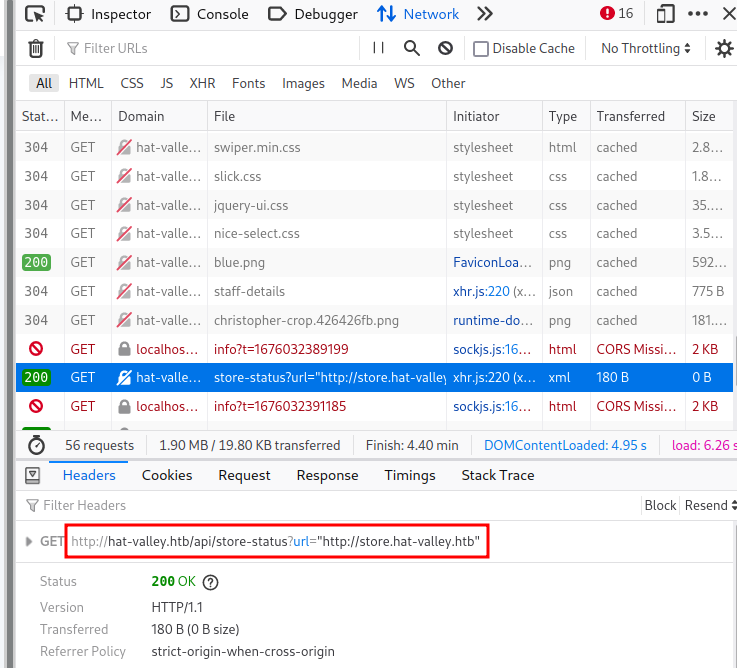 Inspector Console Debugger Network 16
Filter URLs Disable Cache No Throttling
All HTML CSS JS XHR Fonts Images Media WS Other
Stat… Me… Domain File Initiator Type Transferred Size
304 GET hat-valle… swiper.min.css stylesheet html cached 2.8…
304 GET hat-valle… slick.css stylesheet css cached 1.8…
304 GET hat-valle… jquery-ui.css stylesheet css cached 35.…
304 GET hat-valle… nice-select.css stylesheet css cached 3.5…
200 GET hat-valle… blue.png FaviconLoa… png cached 592…
304 GET hat-valle… staff-details xhr.js:220 (x… json cached 775 B
304 GET hat-valle… christopher-crop.426426fb.png runtime-do… png cached 181.…
GET localhos… info?t=1676032389199 sockjs.js:16… html CORS Missi… 2 KB
200 GET hat-valle… store-status?url="http://store.hat-valley xhr.js:220 (x… xml 180 B 0 B
GET localhos… info?t=1676032391185 sockjs.js:16… html CORS Missi… 2 KB
56 requests 1.90 MB / 19.80 KB transferred Finish: 4.40 min DOMContentLoaded: 4.95 s load: 6.26 s
Headers Cookies Request Response Timings Stack Trace
Filter Headers Block Resend
GET http://hat-valley.htb/api/store-status?url="http://store.hat-valley.htb"
Status 200 OK ?
Version HTTP/1.1
Transferred 180 B (0 B size)
Referrer Policy strict-origin-when-cross-origin